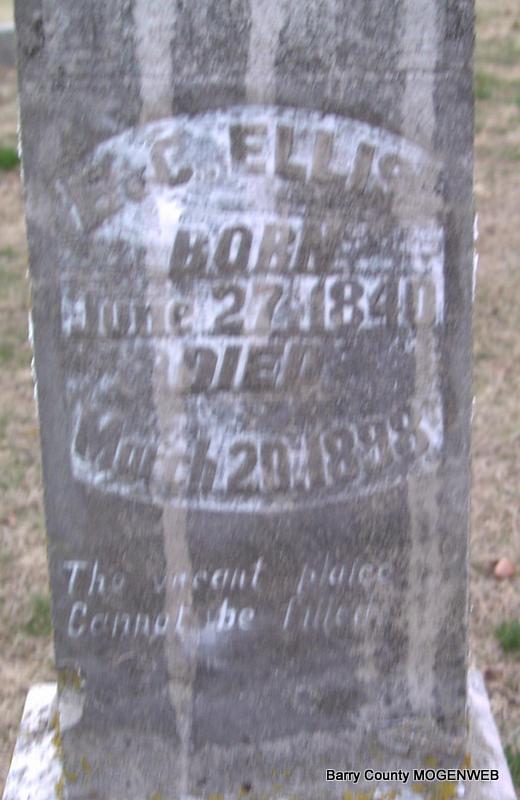 E.C. ELLIS
BORN
June 27, 1840
DIED
March 20, 1898
The vacant place
Cannot be filled
Barry County MOGENWEB